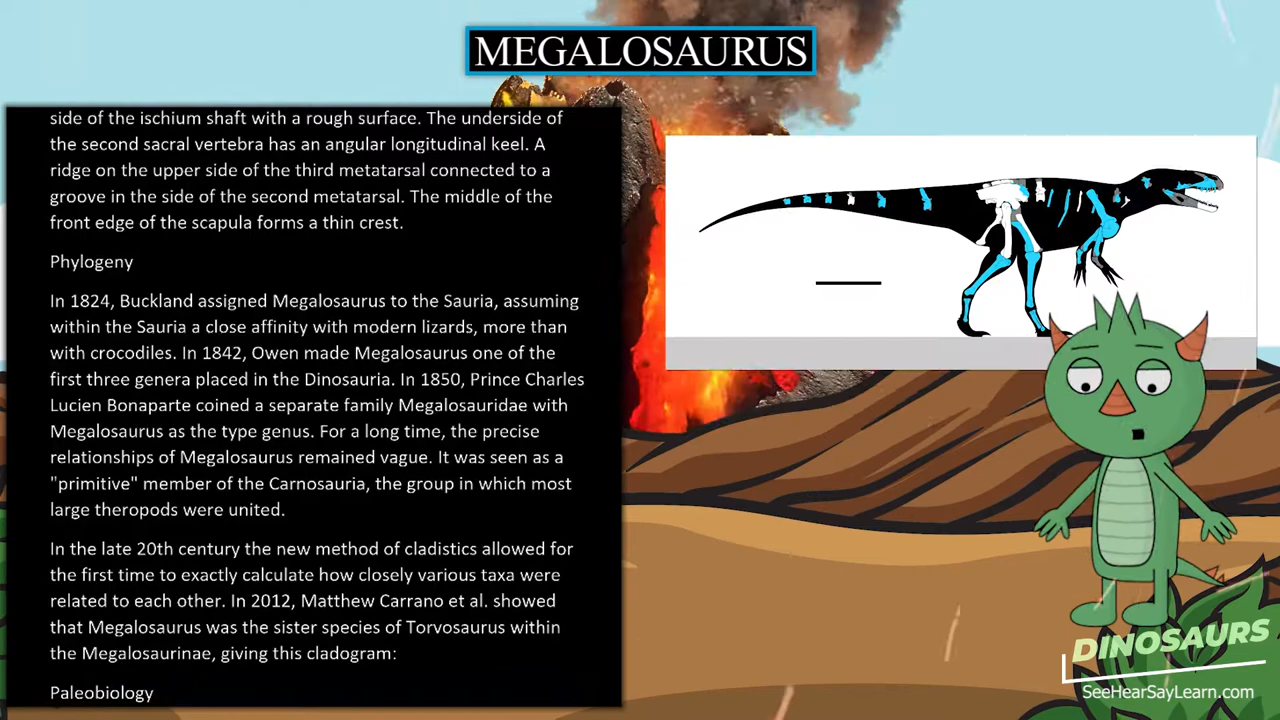 MEGALOSAURUS
side of the ischium shaft with a rough surface. The underside of
the second sacral vertebra has an angular longitudinal keel. A
ridge on the upper side of the third metatarsal connected to a
groove in the side of the second metatarsal. The middle of the
front edge of the scapula forms a thin crest.
Phylogeny
In 1824, Buckland assigned Megalosaurus to the Sauria, assuming
within the Sauria a close affinity with modern lizards, more than
with crocodiles. In 1842, Owen made Megalosaurus one of the
first three genera placed in the Dinosauria. In 1850, Prince Charles
Lucien Bonaparte coined a separate family Megalosauridae with
Megalosaurus as the type genus. For a long time, the precise
relationships of Megalosaurus remained vague. It was seen as a
"primitive" member of the Carnosauria, the group in which most
large theropods were united.
In the late 20th century the new method of cladistics allowed for
the first time to exactly calculate how closely various taxa were
related to each other. In 2012, Matthew Carrano et al. showed
that Megalosaurus was the sister species of Torvosaurus within
the Megalosaurinae, giving this cladogram:
Paleobiology
DINOSAURS
SeeHearSayLearn.com